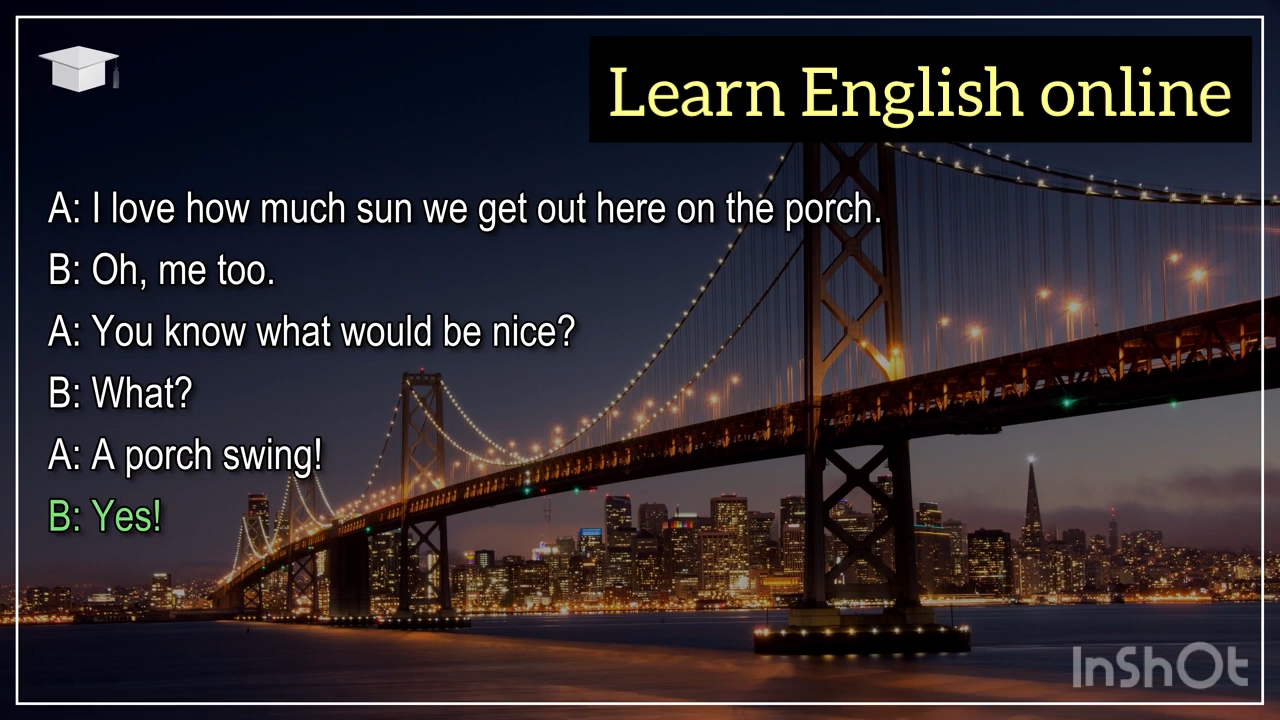 Learn English online
A: I love how much sun we get out here on the porch.
B: Oh, me too.
A: You know what would be nice?
B: What?
A: A porch swing!
B: Yes!
InShOt